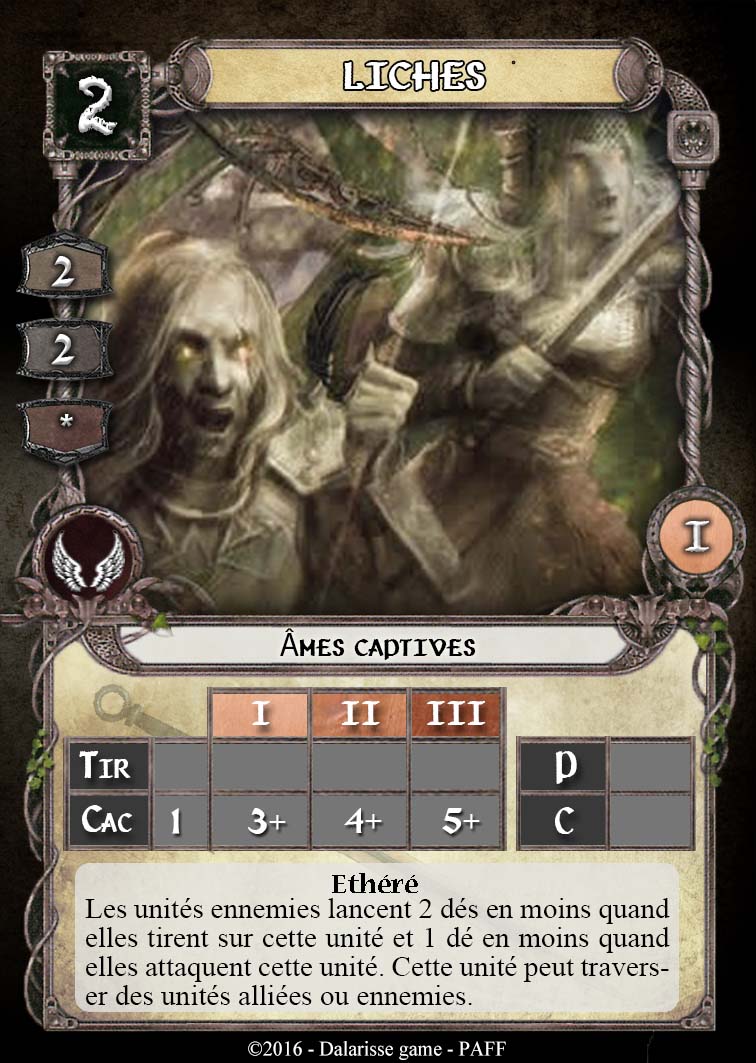 LICHES
2
2
2
*
I
Âmes captives
I II III
Tir
Cac 1 3+ 4+ 5+
P
C
Ethéré
Les unités ennemies lancent 2 dés en moins quand
elles tirent sur cette unité et 1 dé en moins quand
elles attaquent cette unité. Cette unité peut travers-
er des unités alliées ou ennemies.
©2016 - Dalarisse game - PAFF